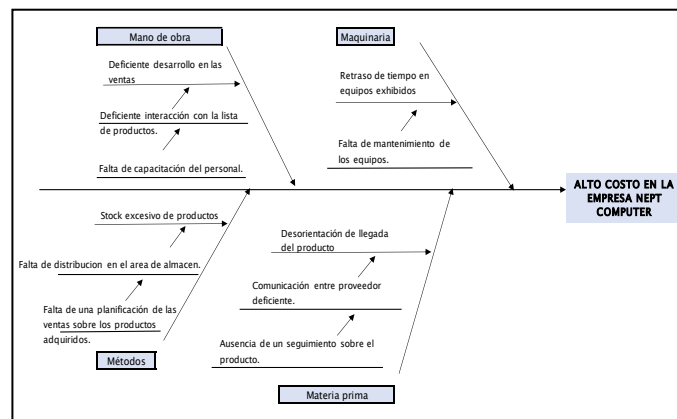 Mano de obra
Maquinaria
Deficiente desarrollo en las
ventas
Deficiente interacción con la lista
de productos.
Falta de capacitación del personal.
Retraso de tiempo en
equipos exhibidos
Falta de mantenimiento de
los equipos.
ALTO COSTO EN LA
EMPRESA NEPT
COMPUTER
Stock excesivo de productos
Falta de distribucion en el area de almacen.
Falta de una planificación de las
ventas sobre los productos
adquiridos.
Métodos
Desorientación de llegada
del producto
Comunicación entre proveedor
deficiente.
Ausencia de un seguimiento sobre el
producto.
Materia prima